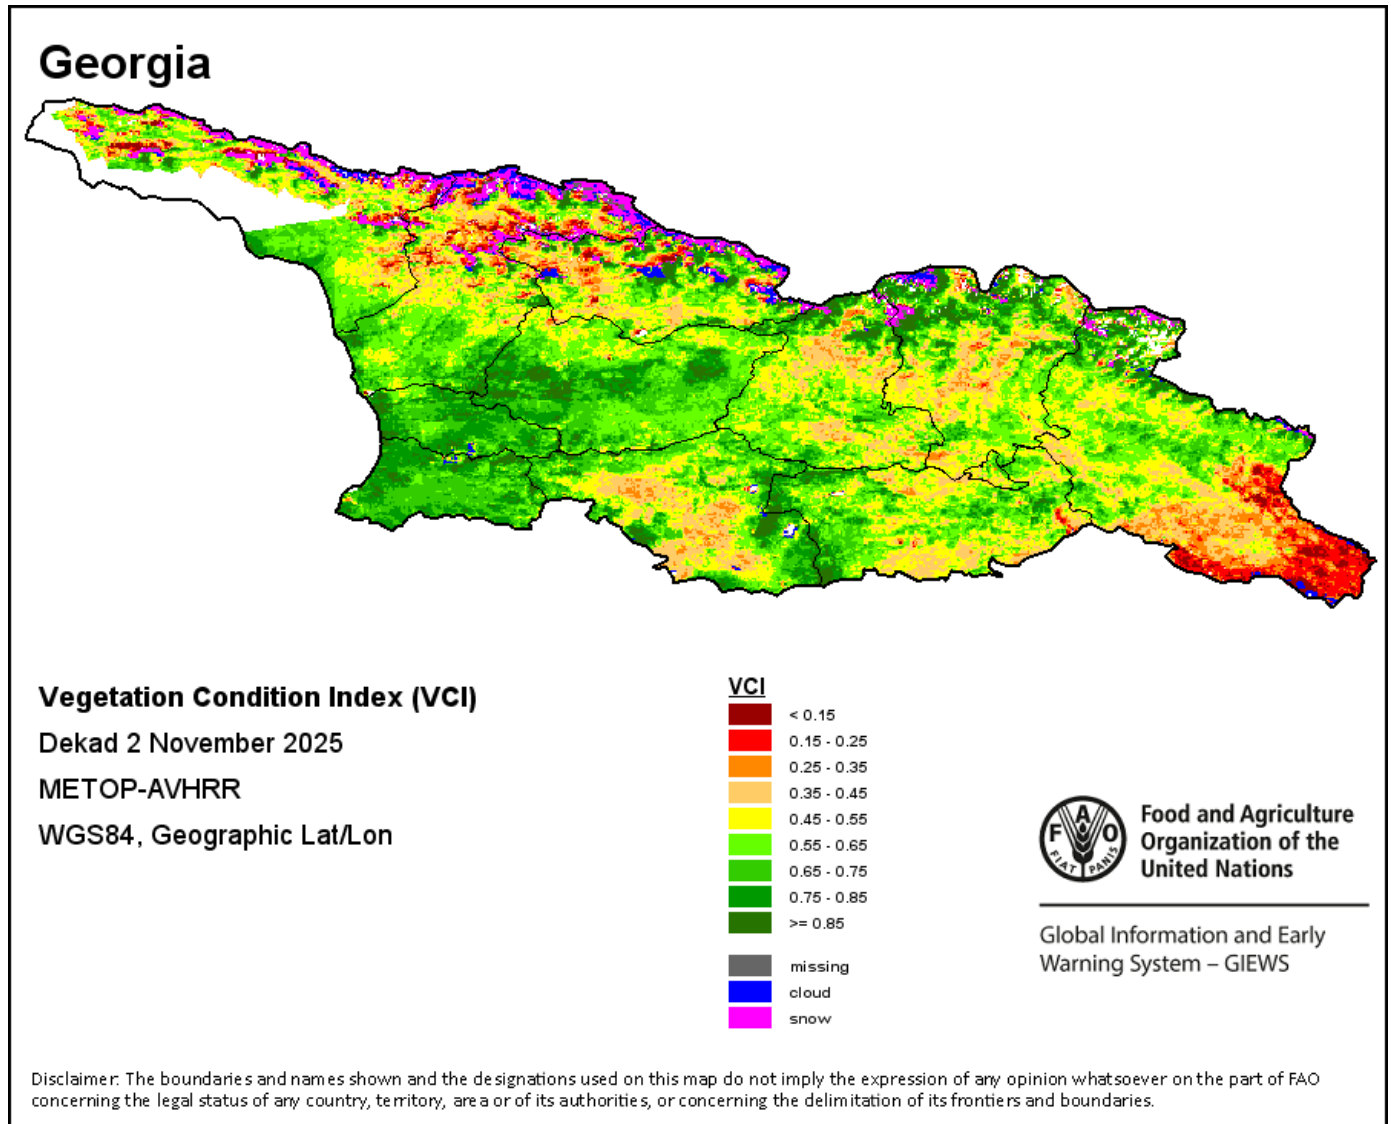 Georgia
Vegetation Condition Index (VCI)
Dekad 2 November 2025
METOP-AVHRR
WGS84, Geographic Lat/Lon
VCI
< 0.15
0.15 - 0.25
0.25 - 0.35
0.35 - 0.45
0.45 - 0.55
0.55 - 0.65
0.65 - 0.75
0.75 - 0.85
>= 0.85
missing
cloud
snow
F A O
FIAT PANIS
Food and Agriculture
Organization of the
United Nations
Global Information and Early
Warning System – GIEWS
Disclaimer: The boundaries and names shown and the designations used on this map do not imply the expression of any opinion whatsoever on the part of FAO
concerning the legal status of any country, territory, area or of its authorities, or concerning the delimitation of its frontiers and boundaries.